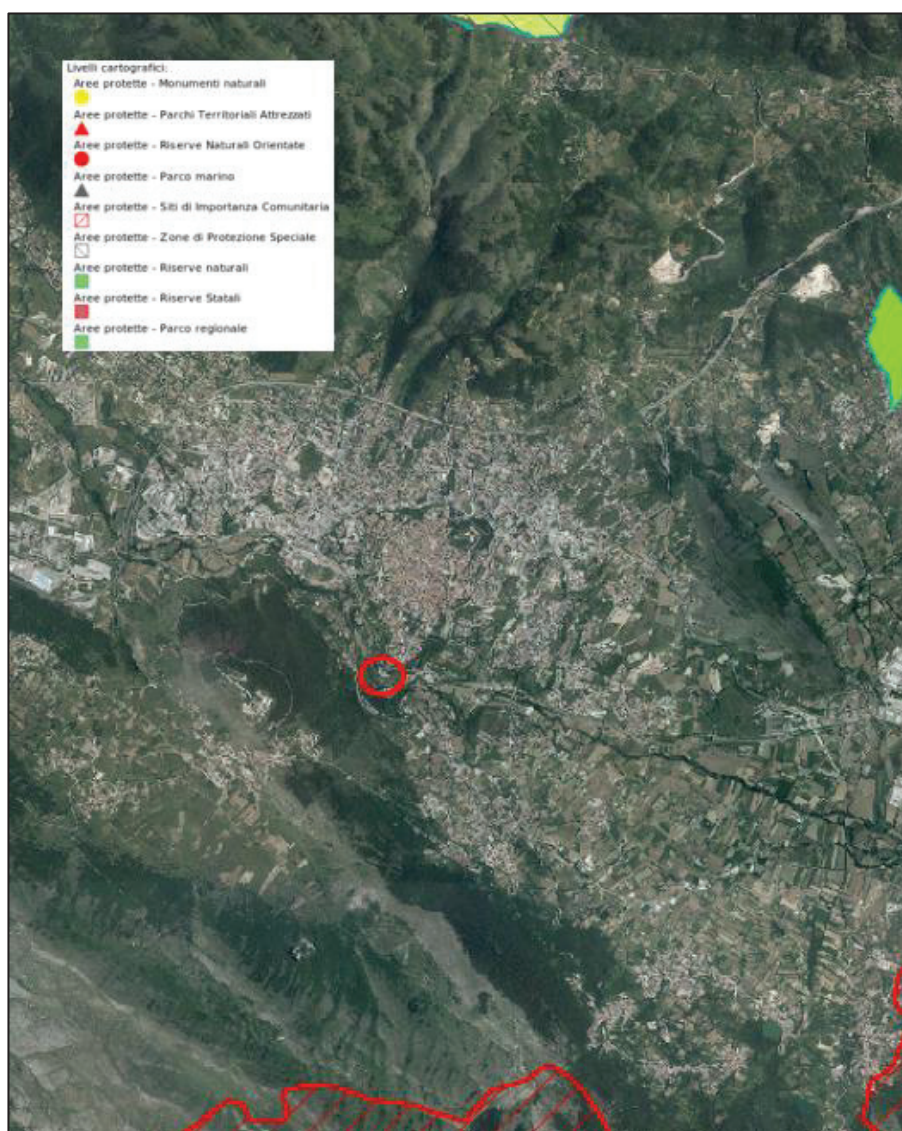 Livelli cartografici:
Aree protette - Monumenti naturali
Aree protette - Parchi Territoriali Attrezzati
Aree protette - Riserve Naturali Orientate
Aree protette - Parco marino
Aree protette - Siti di Importanza Comunitaria
Aree protette - Zone di Protezione Speciale
Aree protette - Riserve naturali
Aree protette - Riserve Statali
Aree protette - Parco regionale